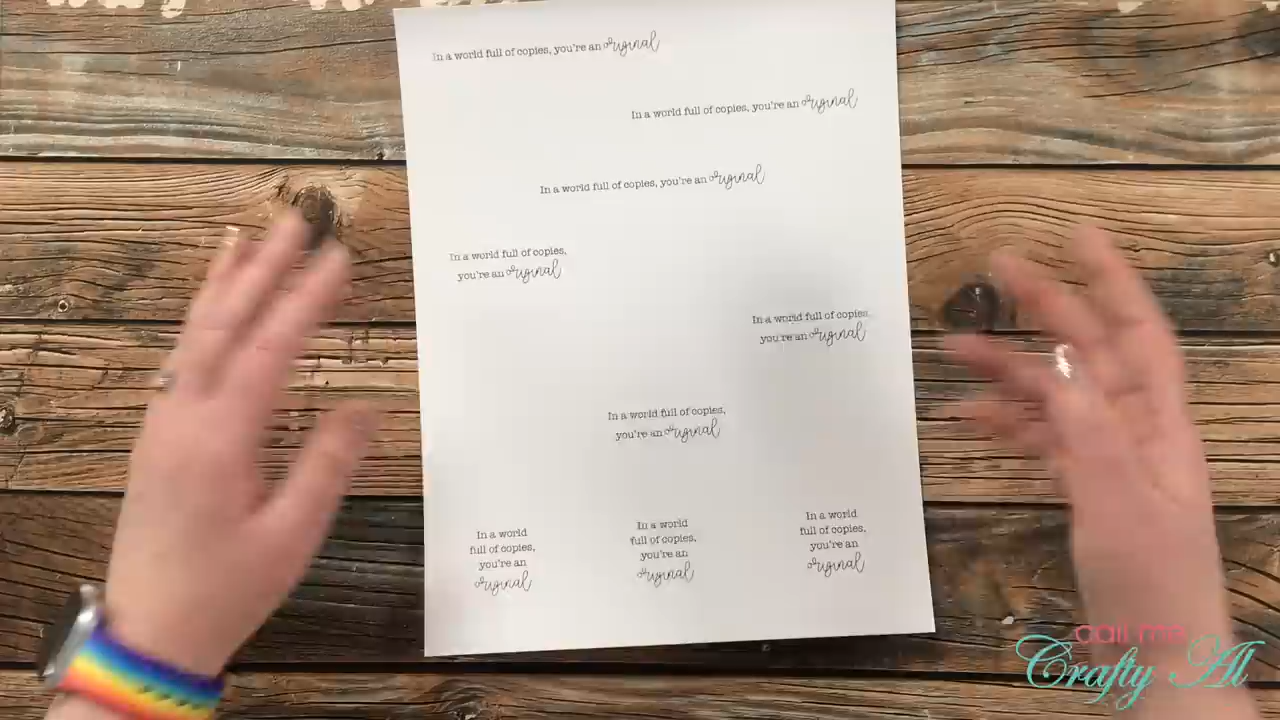 In a world full of copies, you're an original
In a world full of copies, you're an original
In a world full of copies, you're an original
In a world full of copies,
you're an original
In a world full of copies,
you're an original
In a world full of copies,
you're an original
In a world
full of copies,
you're an
original
In a world
full of copies,
you're an
original
In a world
full of copies,
you're an
original
call me
Crafty Al